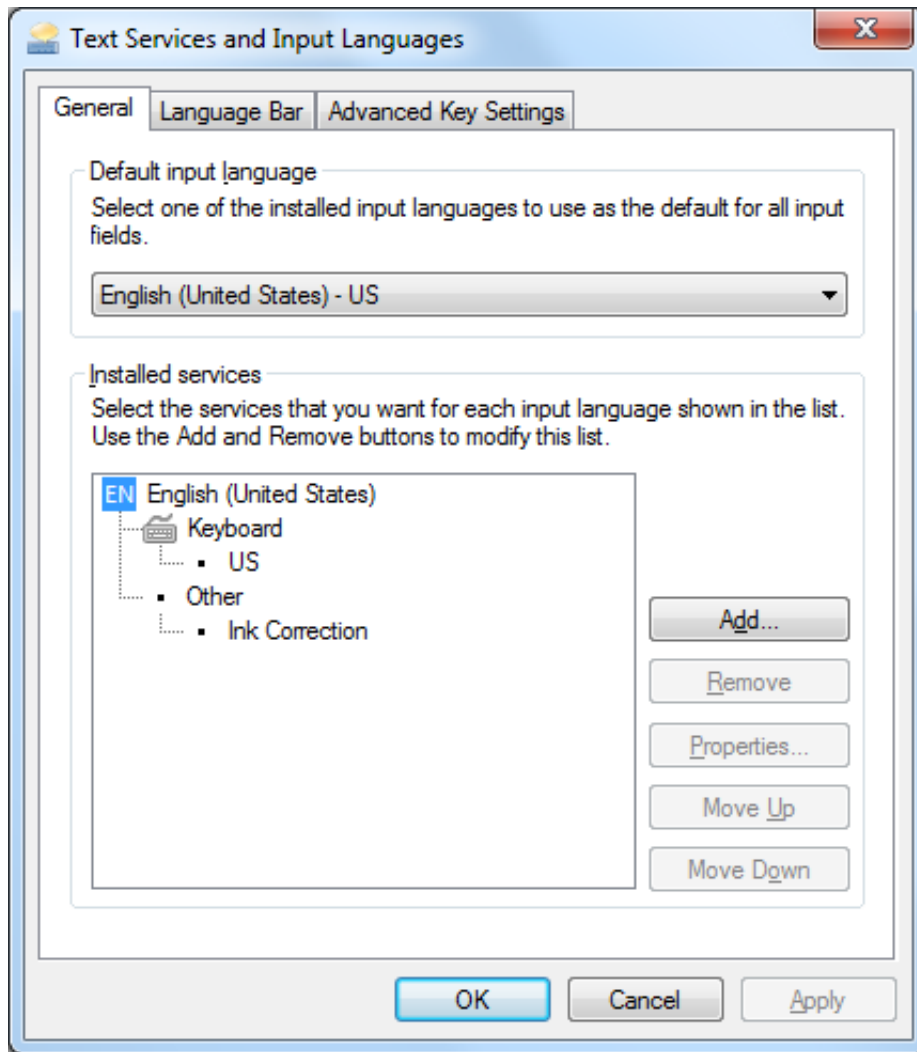 Text Services and Input Languages
General
Language Bar
Advanced Key Settings
Default input language
Select one of the installed input languages to use as the default for all input
fields.
English (United States) - US
Installed services
Select the services that you want for each input language shown in the list.
Use the Add and Remove buttons to modify this list.
EN English (United States)
Keyboard
US
Other
Ink Correction
Add...
Remove
Properties...
Move Up
Move Down
OK
Cancel
Apply